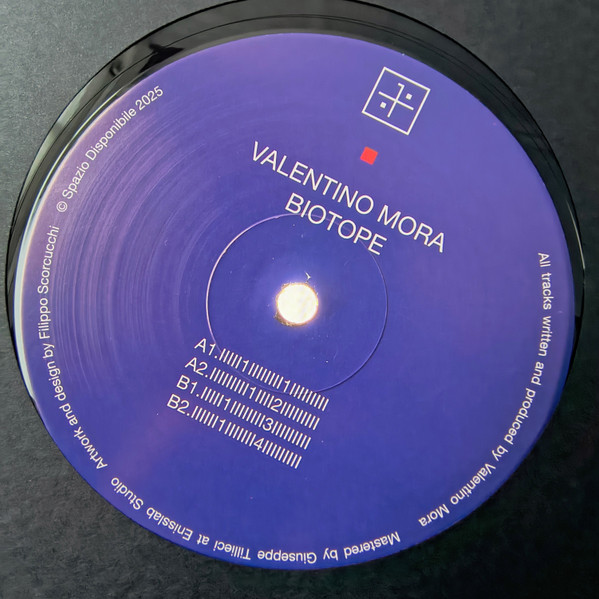 VALENTINO MORA
BIOTOPE
A1.
A2.
B1.
B2.
All tracks written and produced by Valentino Mora
Mastered by Giuseppe Tillieci at Enisslab Studio
Artwork and design by Filippo Scorcucchi
© Spazio Disponibile 2025